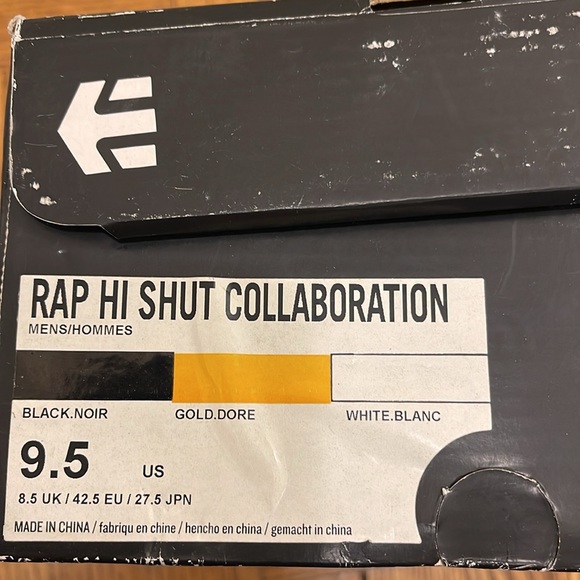 RAP HI SHUT COLLABORATION
MENS/HOMMES
BLACK.NOIR GOLD.DORE WHITE.BLANC
9.5 US
8.5 UK / 42.5 EU / 27.5 JPN
MADE IN CHINA / fabriqu en chine / hencho en china / gemacht in china